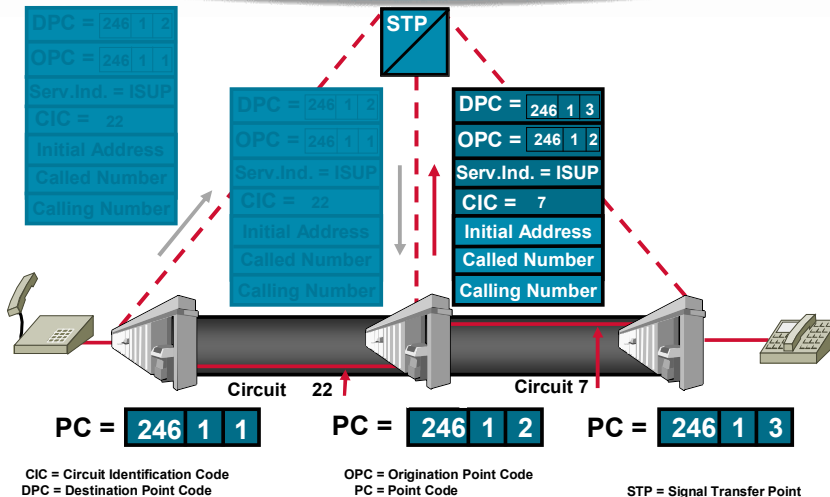 STP
DPC = 246 1 2
OPC = 246 1 1
Serv.Ind. = ISUP
CIC = 22
Initial Address
Called Number
Calling Number
DPC = 246 1 2
OPC = 246 1 1
Serv.Ind. = ISUP
CIC = 22
Initial Address
Called Number
Calling Number
DPC = 246 1 3
OPC = 246 1 2
Serv.Ind. = ISUP
CIC = 7
Initial Address
Called Number
Calling Number
Circuit 22
Circuit 7
PC = 246 1 1
PC = 246 1 2
PC = 246 1 3
CIC = Circuit Identification Code
DPC = Destination Point Code
OPC = Origination Point Code
PC = Point Code
STP = Signal Transfer Point